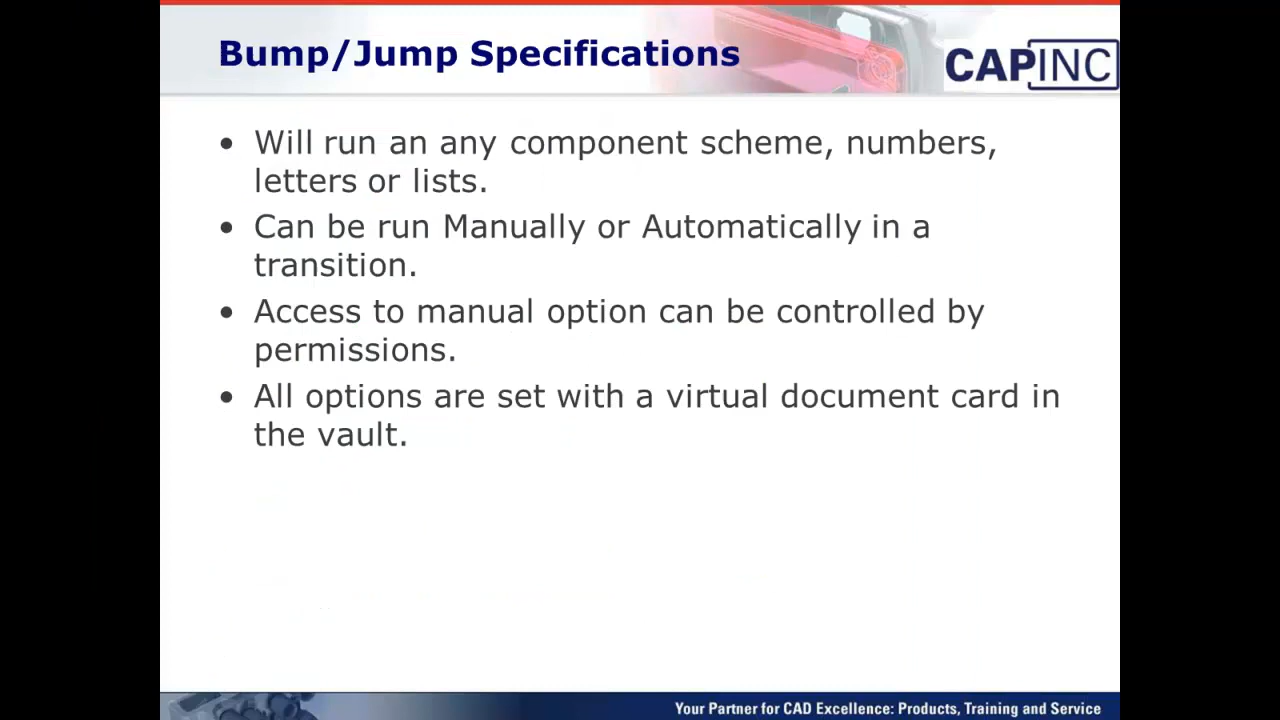 Bump/Jump Specifications
CAPINC
• Will run an any component scheme, numbers,
letters or lists.
• Can be run Manually or Automatically in a
transition.
• Access to manual option can be controlled by
permissions.
• All options are set with a virtual document card in
the vault.
Your Partner for CAD Excellence: Products, Training and Service